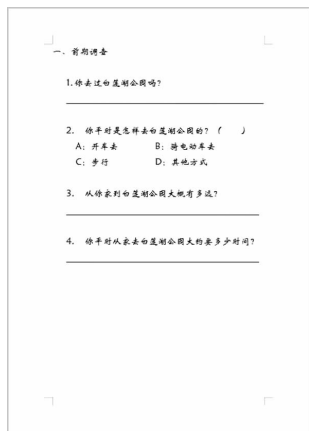 一、前期调查
1.你去过白莲湖公园吗？
2. 你平时是怎样去白莲湖公园的？（ ）
A：开车去 B：骑电动车去
C：步行 D：其他方式
3. 从你家到白莲湖公园大概有多远？
4. 你平时从家去白莲湖公园大约要多少时间？